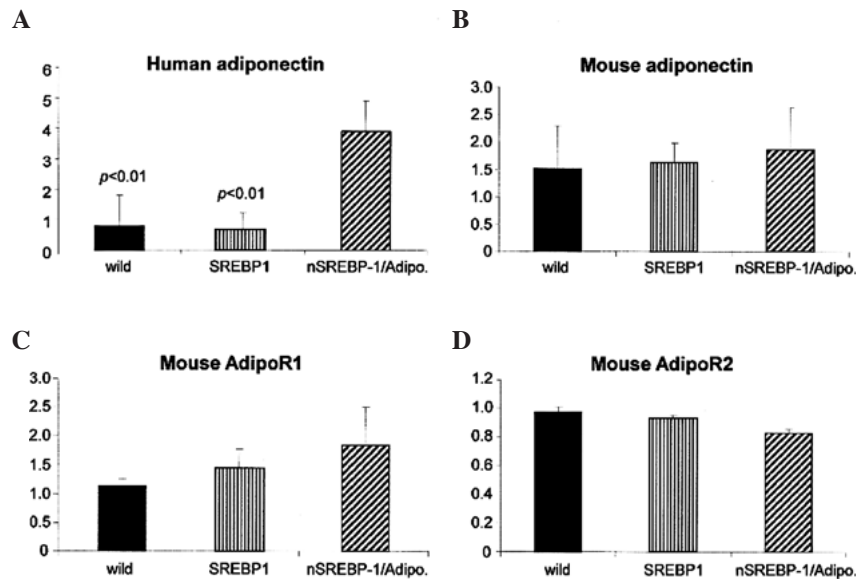 A
Human adiponectin
6
5
4
3
2
1
0
p<0.01
p<0.01
wild SREBP1 nSREBP-1/Adipo.
B
Mouse adiponectin
3.0
2.5
2.0
1.5
1.0
0.5
0
wild SREBP1 nSREBP-1/Adipo.
C
Mouse AdipoR1
3.0
2.5
2.0
1.5
1.0
0.5
0
wild SREBP1 nSREBP-1/Adipo.
D
Mouse AdipoR2
1.2
1.0
0.8
0.6
0.4
0.2
0
wild SREBP1 nSREBP-1/Adipo.